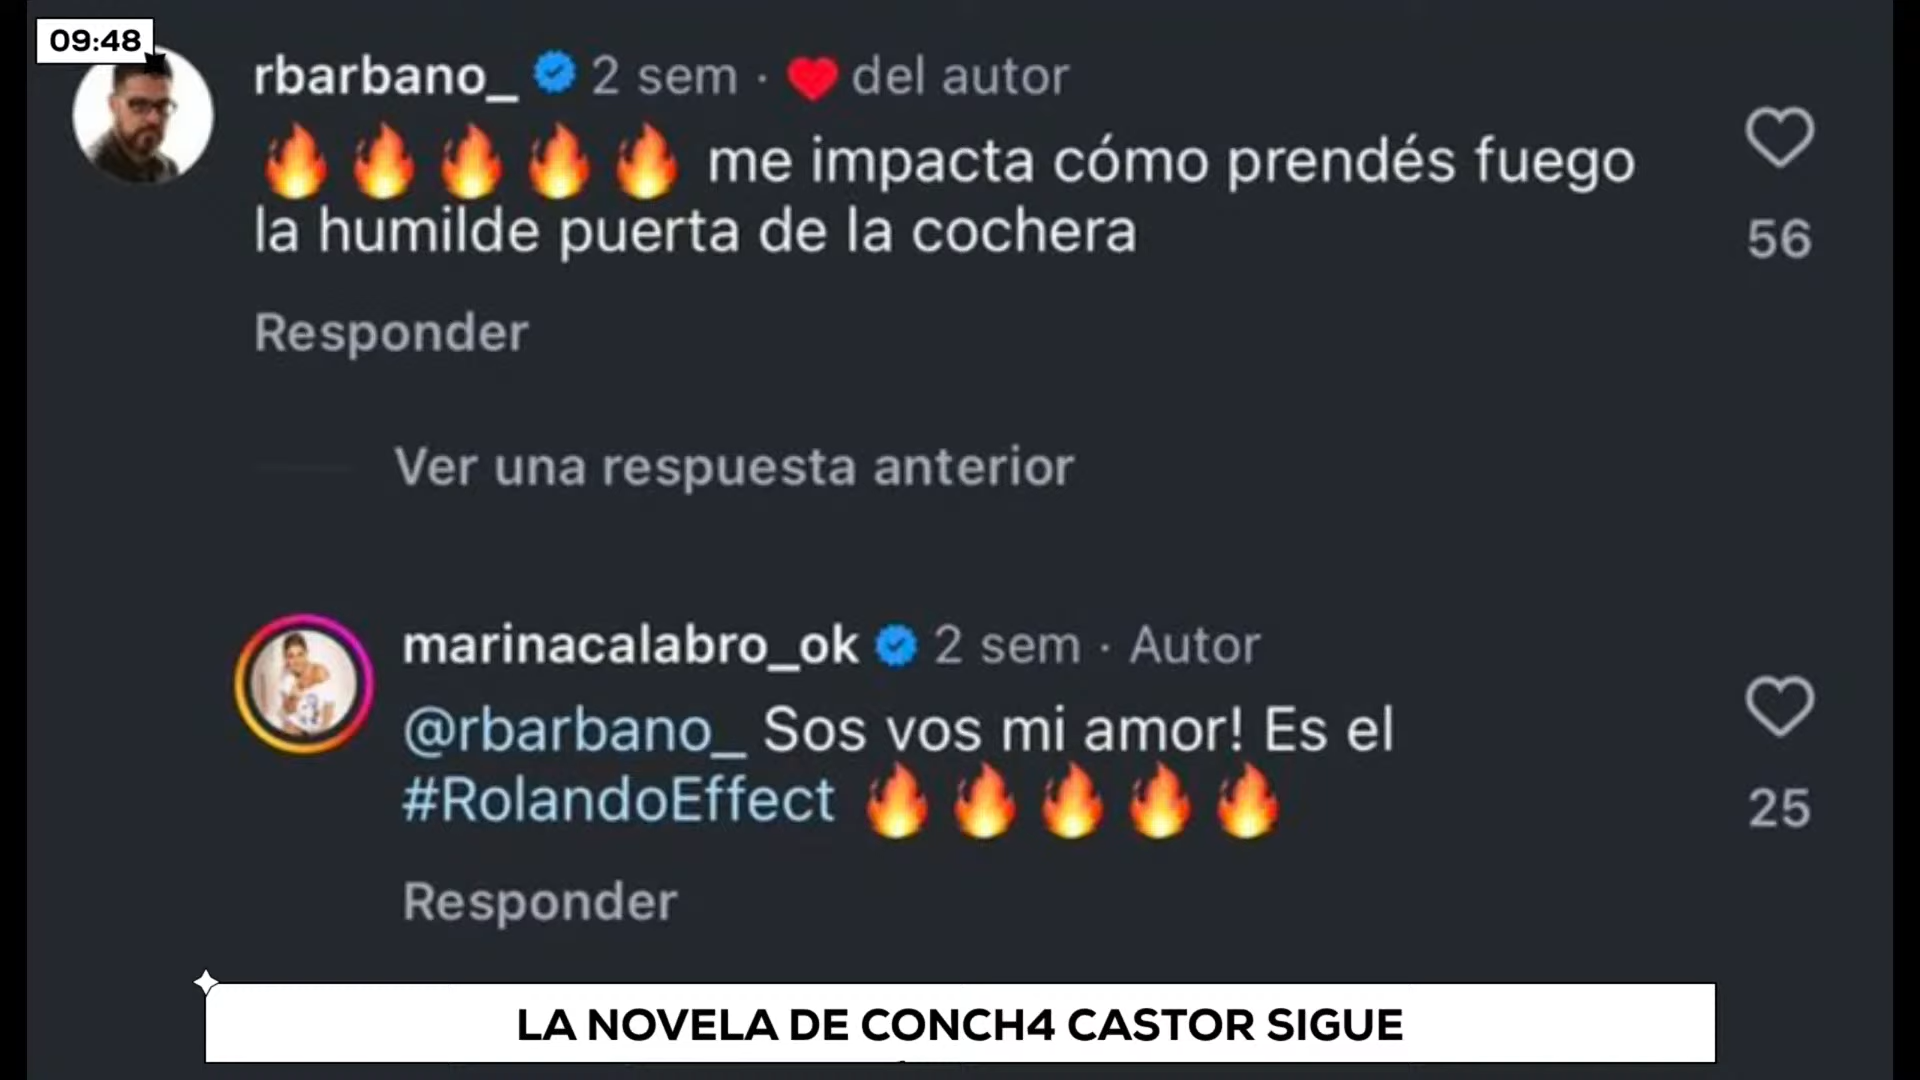 09:48
rbarbano_ 2 sem · ❤️ del autor
🔥🔥🔥🔥🔥 me impacta cómo prendés fuego
la humilde puerta de la cochera
56
Responder
Ver una respuesta anterior
marinacalabro_ok 2 sem · Autor
@rbarbano_ Sos vos mi amor! Es el
#RolandoEffect 🔥🔥🔥🔥🔥
25
Responder
LA NOVELA DE CONCH4 CASTOR SIGUE